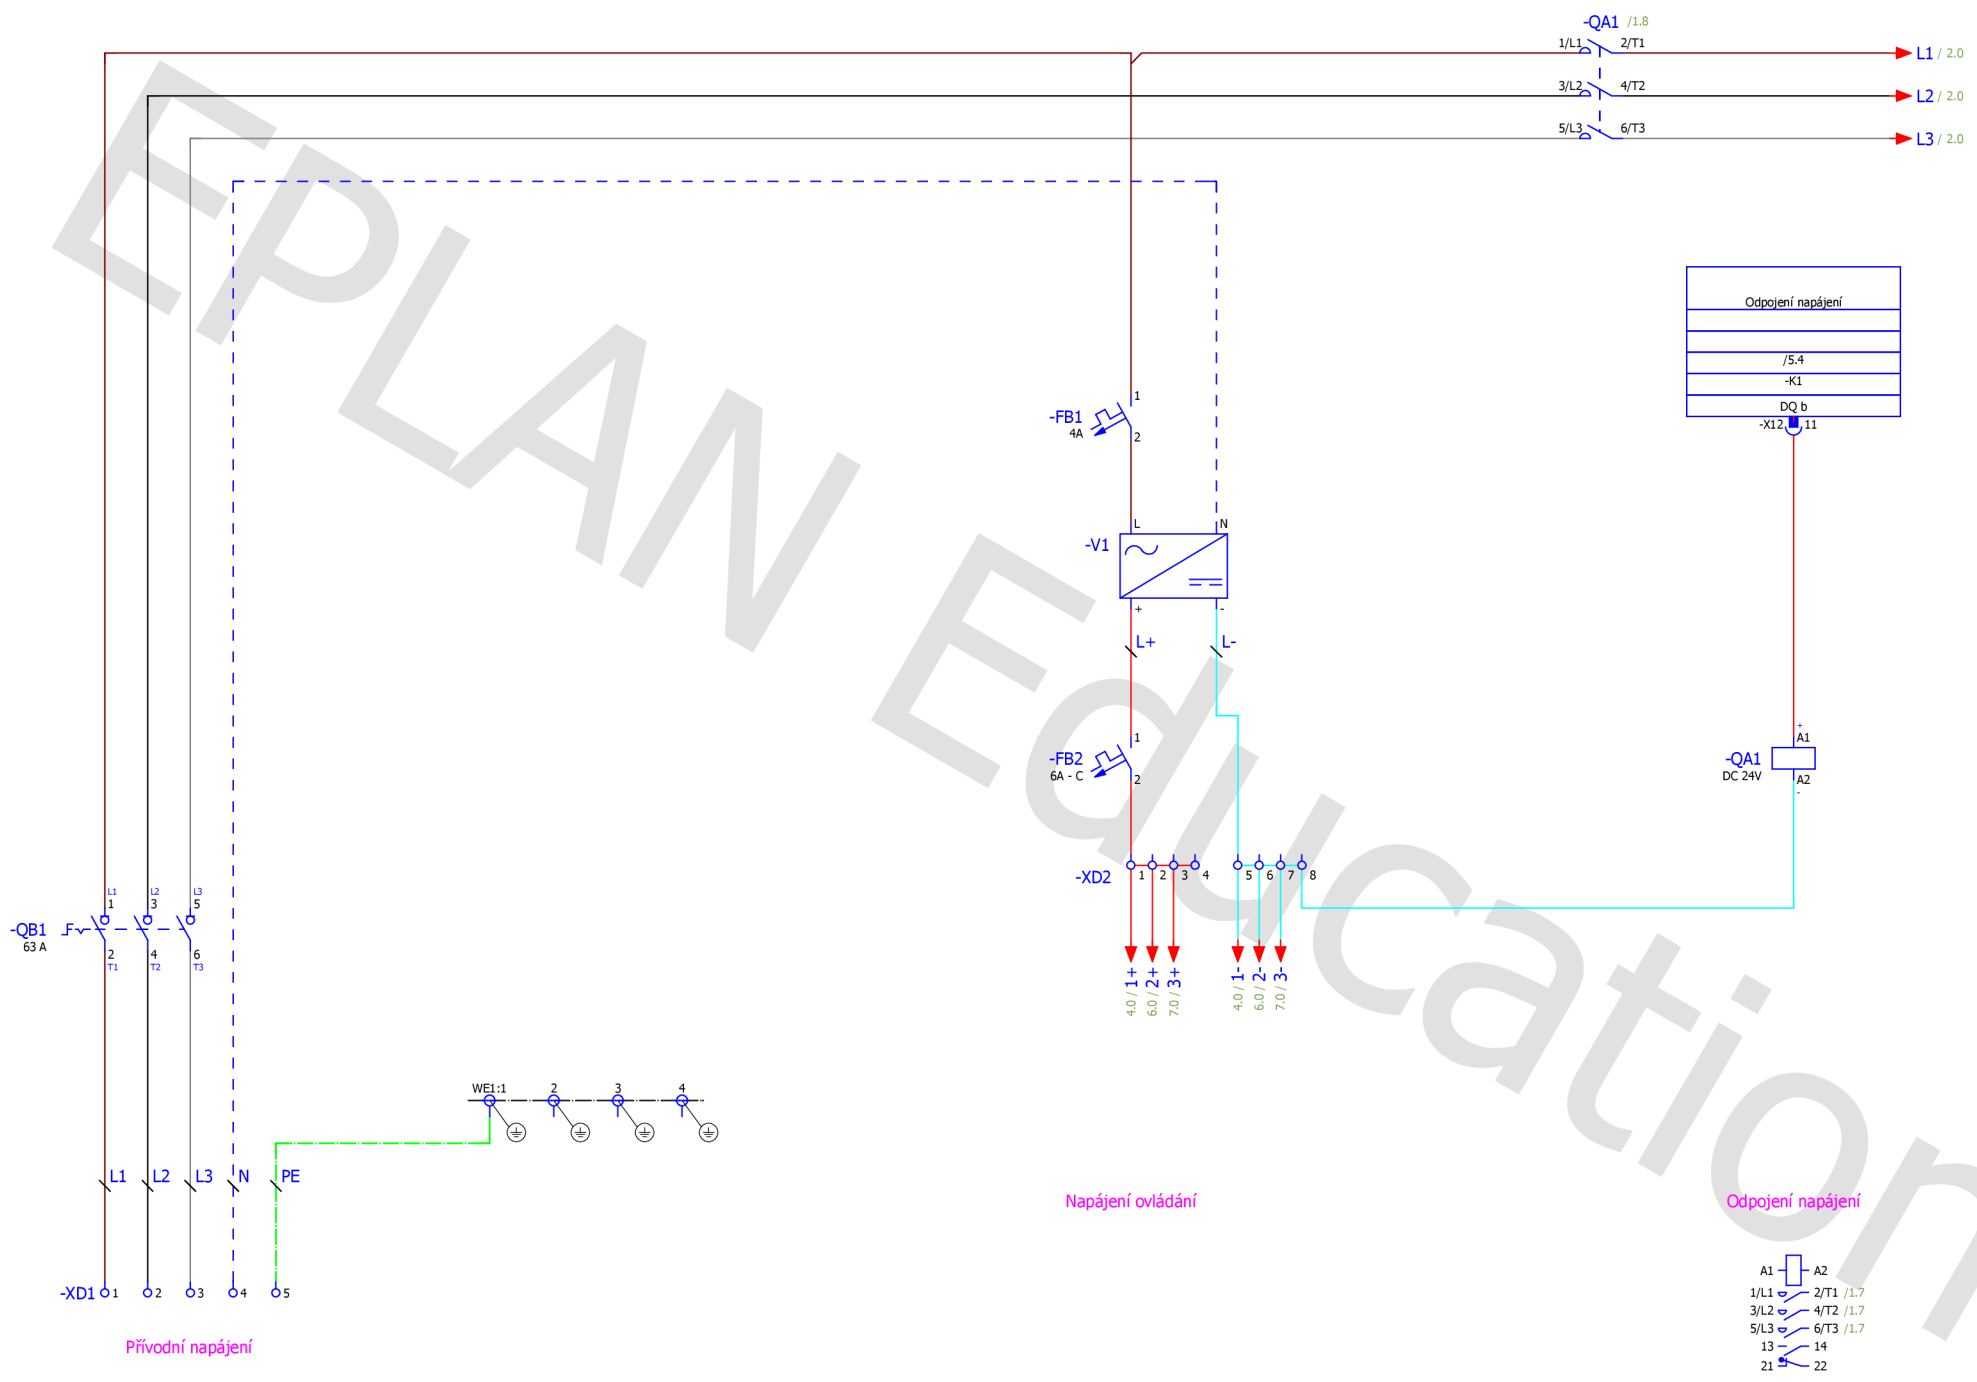 -QA1 /1.8
1/L1 2/T1 L1 / 2.0
3/L2 4/T2 L2 / 2.0
5/L3 6/T3 L3 / 2.0
Odpojení napájení
/5.4
-K1
DQ b
-X12 11
1
-FB1
4A
2
L N
-V1
+ -
L+ L-
1
-FB2
6A - C
2
+
A1
-QA1
DC 24V
A2
-
-XD2 1 2 3 4 5 6 7 8
L1 L2 L3
1 3 5
-QB1
63 A
2 4 6
T1 T2 T3
4.0 / 1+
6.0 / 2+
7.0 / 3+
4.0 / 1-
6.0 / 2-
7.0 / 3-
WE1:1 2 3 4
L1 L2 L3 N PE
Napájení ovládání
Odpojení napájení
-XD1 1 2 3 4 5
Přívodní napájení
A1 A2
1/L1 2/T1 /1.7
3/L2 4/T2 /1.7
5/L3 6/T3 /1.7
13 14
21 22
EPLAN Education